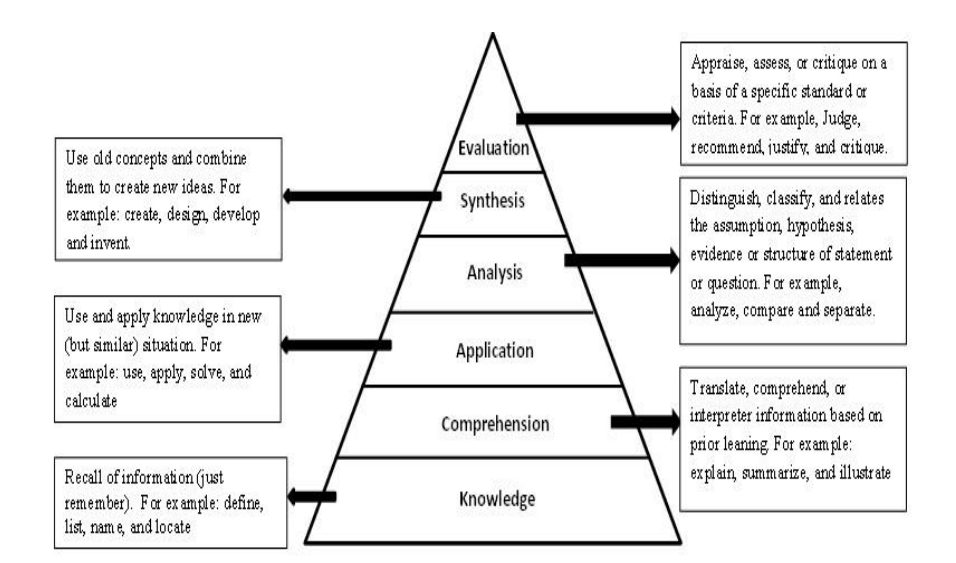 Appraise, assess, or critique on a
basis of a specific standard or
criteria. For example, Judge,
recommend, justify, and critique.
Evaluation
Use old concepts and combine
them to create new ideas. For
example: create, design, develop
and invent.
Synthesis
Distinguish, classify, and relates
the assumption, hypothesis,
evidence or structure of statement
or question. For example,
analyze, compare and separate.
Analysis
Use and apply knowledge in new
(but similar) situation. For
example: use, apply, solve, and
calculate
Application
Translate, comprehend, or
interpreter information based on
prior leaning. For example:
explain, summarize, and illustrate
Comprehension
Recall of information (just
remember). For example: define,
list, name, and locate
Knowledge